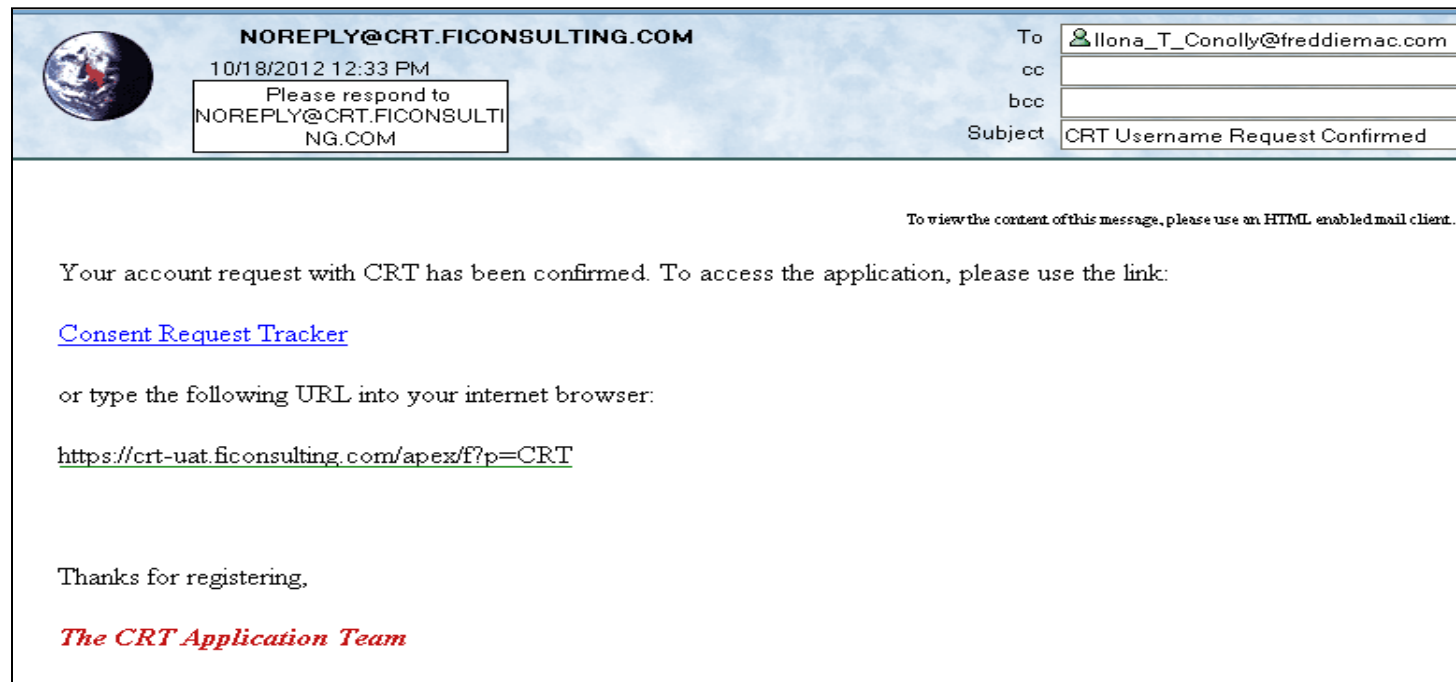 NOREPLY@CRT.FICONSULTING.COM
10/18/2012 12:33 PM
Please respond to
NOREPLY@CRT.FICONSULTI
NG.COM
To Ilona_T_Conolly@freddiemac.com
cc
bcc
Subject CRT Username Request Confirmed
To view the content of this message, please use an HTML enabled mail client.
Your account request with CRT has been confirmed. To access the application, please use the link:
Consent Request Tracker
or type the following URL into your internet browser:
https://crt-uat.ficonsulting.com/apex/f?p=CRT
Thanks for registering,
The CRT Application Team